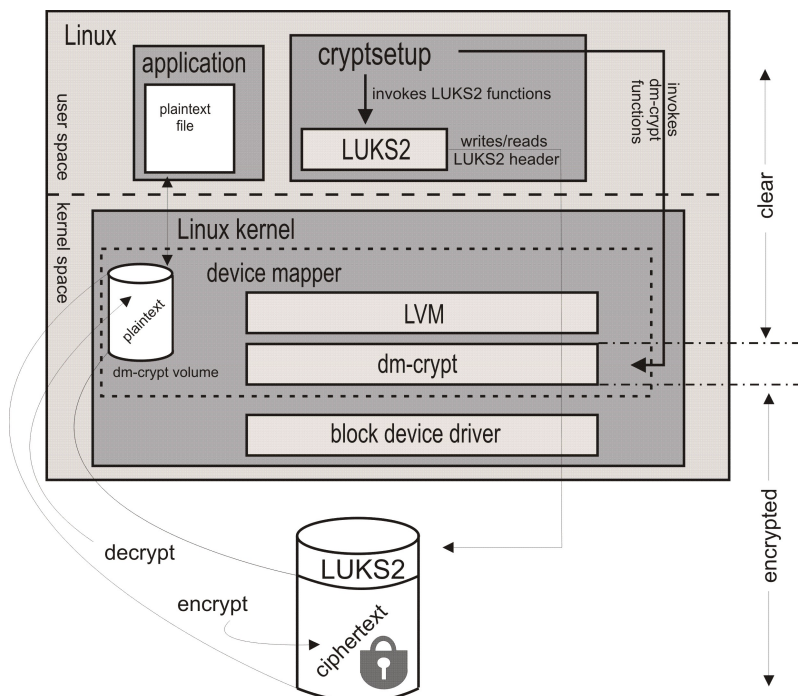 Linux
user space
application
plaintext
file
cryptsetup
invokes LUKS2 functions
LUKS2
writes/reads
LUKS2 header
invokes
dm-crypt
functions
clear
kernel space
Linux kernel
device mapper
plaintext
dm-crypt volume
LVM
dm-crypt
block device driver
encrypted
decrypt
encrypt
LUKS2
ciphertext